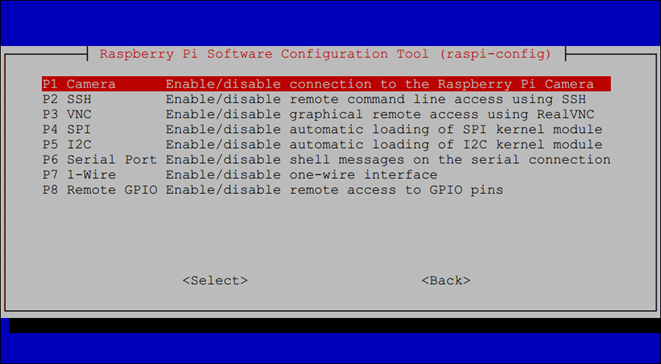 Raspberry Pi Software Configuration Tool (raspi-config)
P1 Camera Enable/disable connection to the Raspberry Pi Camera
P2 SSH Enable/disable remote command line access using SSH
P3 VNC Enable/disable graphical remote access using RealVNC
P4 SPI Enable/disable automatic loading of SPI kernel module
P5 I2C Enable/disable automatic loading of I2C kernel module
P6 Serial Port Enable/disable shell messages on the serial connection
P7 1-Wire Enable/disable one-wire interface
P8 Remote GPIO Enable/disable remote access to GPIO pins
<Select> <Back>